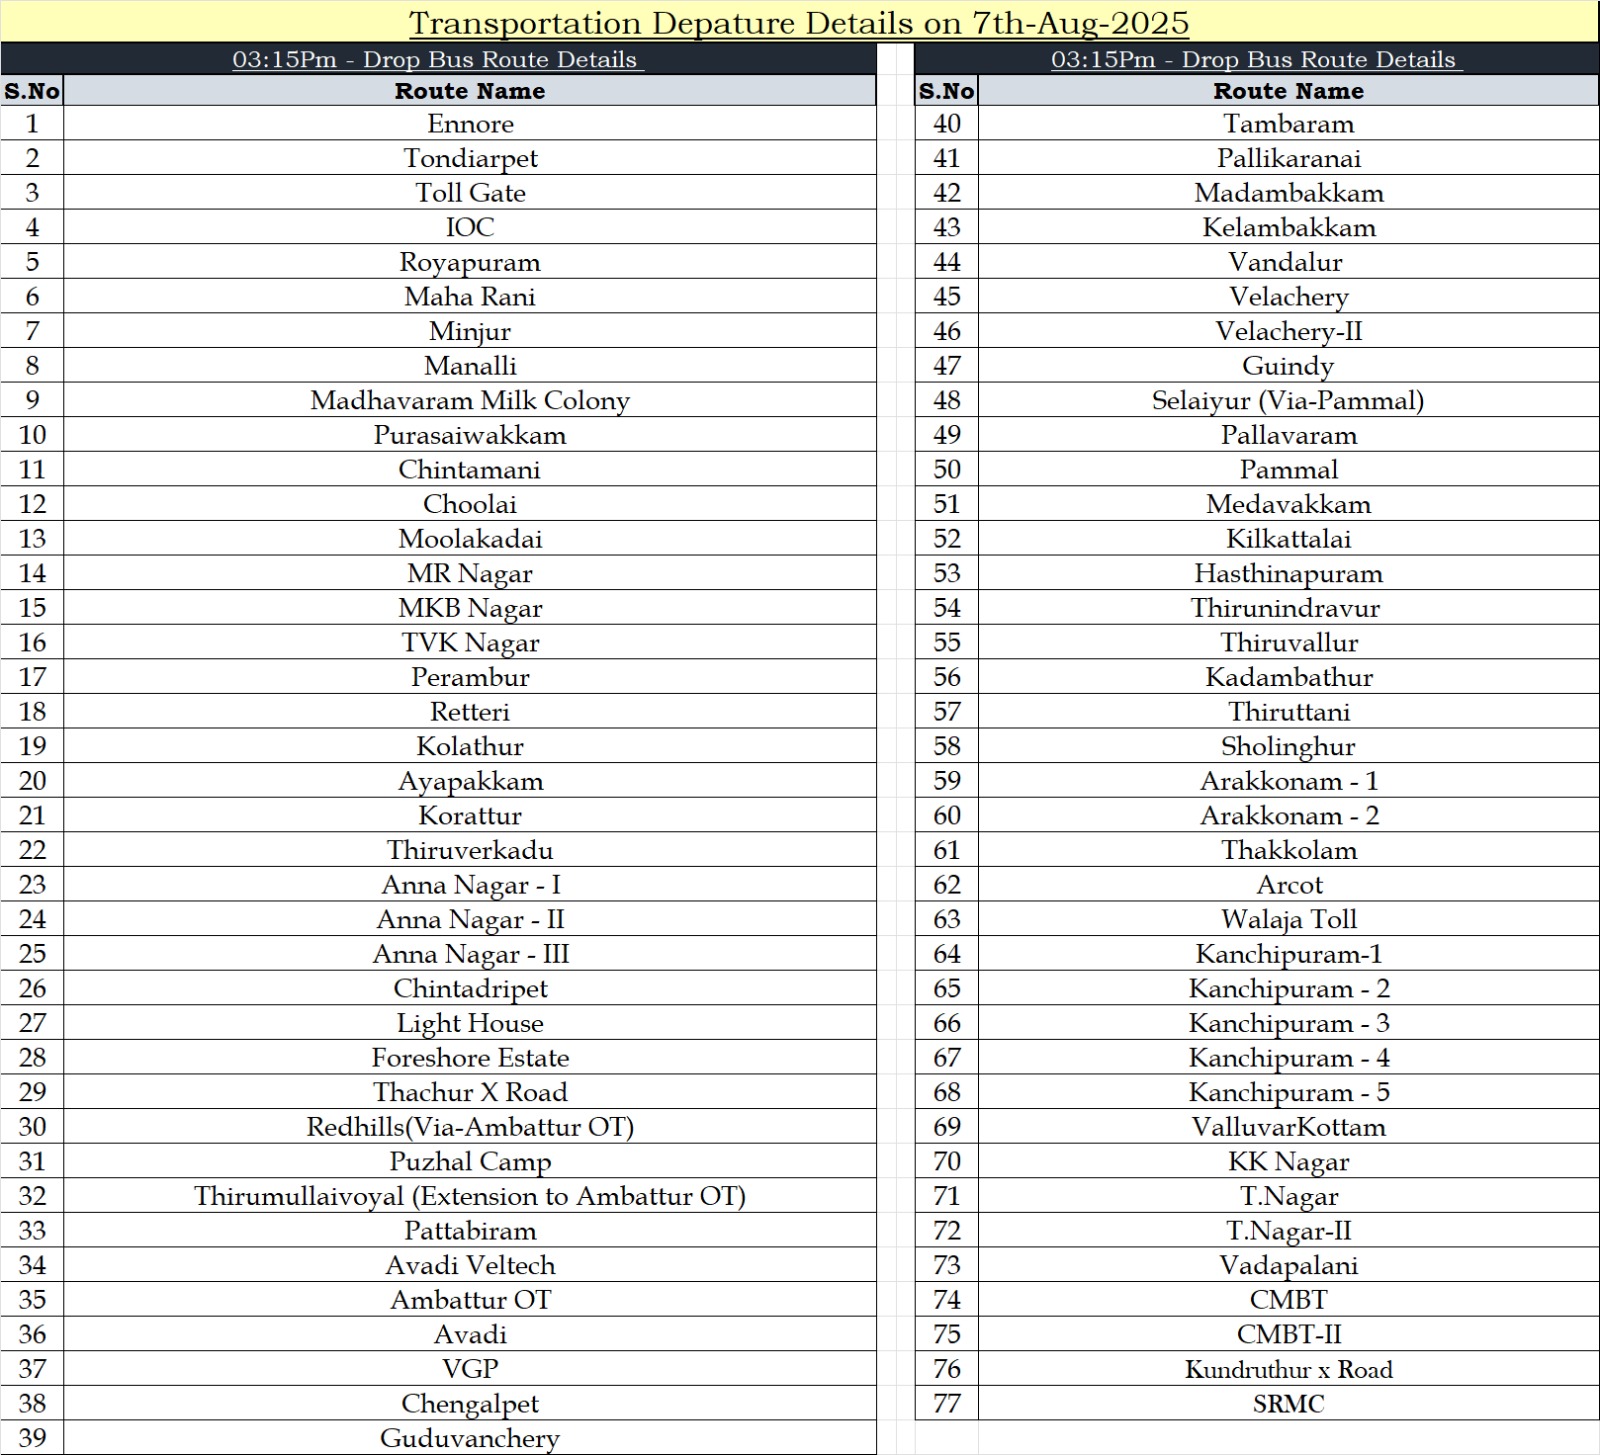 Transportation Depature Details on 7th-Aug-2025
03:15Pm - Drop Bus Route Details
S.No Route Name
1 Ennore
2 Tondiarpet
3 Toll Gate
4 IOC
5 Royapuram
6 Maha Rani
7 Minjur
8 Manalli
9 Madhavaram Milk Colony
10 Purasaiwakkam
11 Chintamani
12 Choolai
13 Moolakadai
14 MR Nagar
15 MKB Nagar
16 TVK Nagar
17 Perambur
18 Retteri
19 Kolathur
20 Ayapakkam
21 Korattur
22 Thiruverkadu
23 Anna Nagar - I
24 Anna Nagar - II
25 Anna Nagar - III
26 Chintadripet
27 Light House
28 Foreshore Estate
29 Thachur X Road
30 Redhills(Via-Ambattur OT)
31 Puzhal Camp
32 Thirumullaivoyal (Extension to Ambattur OT)
33 Pattabiram
34 Avadi Veltech
35 Ambattur OT
36 Avadi
37 VGP
38 Chengalpet
39 Guduvanchery
03:15Pm - Drop Bus Route Details
S.No Route Name
40 Tambaram
41 Pallikaranai
42 Madambakkam
43 Kelambakkam
44 Vandalur
45 Velachery
46 Velachery-II
47 Guindy
48 Selaiyur (Via-Pammal)
49 Pallavaram
50 Pammal
51 Medavakkam
52 Kilkattalai
53 Hasthinapuram
54 Thirunindravur
55 Thiruvallur
56 Kadambathur
57 Thiruttani
58 Sholinghur
59 Arakkonam - 1
60 Arakkonam - 2
61 Thakkolam
62 Arcot
63 Walaja Toll
64 Kanchipuram-1
65 Kanchipuram - 2
66 Kanchipuram - 3
67 Kanchipuram - 4
68 Kanchipuram - 5
69 ValluvarKottam
70 KK Nagar
71 T.Nagar
72 T.Nagar-II
73 Vadapalani
74 CMBT
75 CMBT-II
76 Kundruthur x Road
77 SRMC